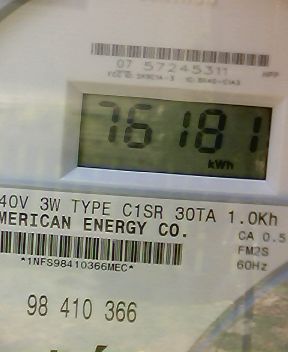 07 57245311
HPP
76181
kWh
40V 3W TYPE C1SR 30TA 1.0Kh
MERICAN ENERGY CO.
CA 0.5
FM2S
60Hz
*1NFS98410366MEC*
98 410 366